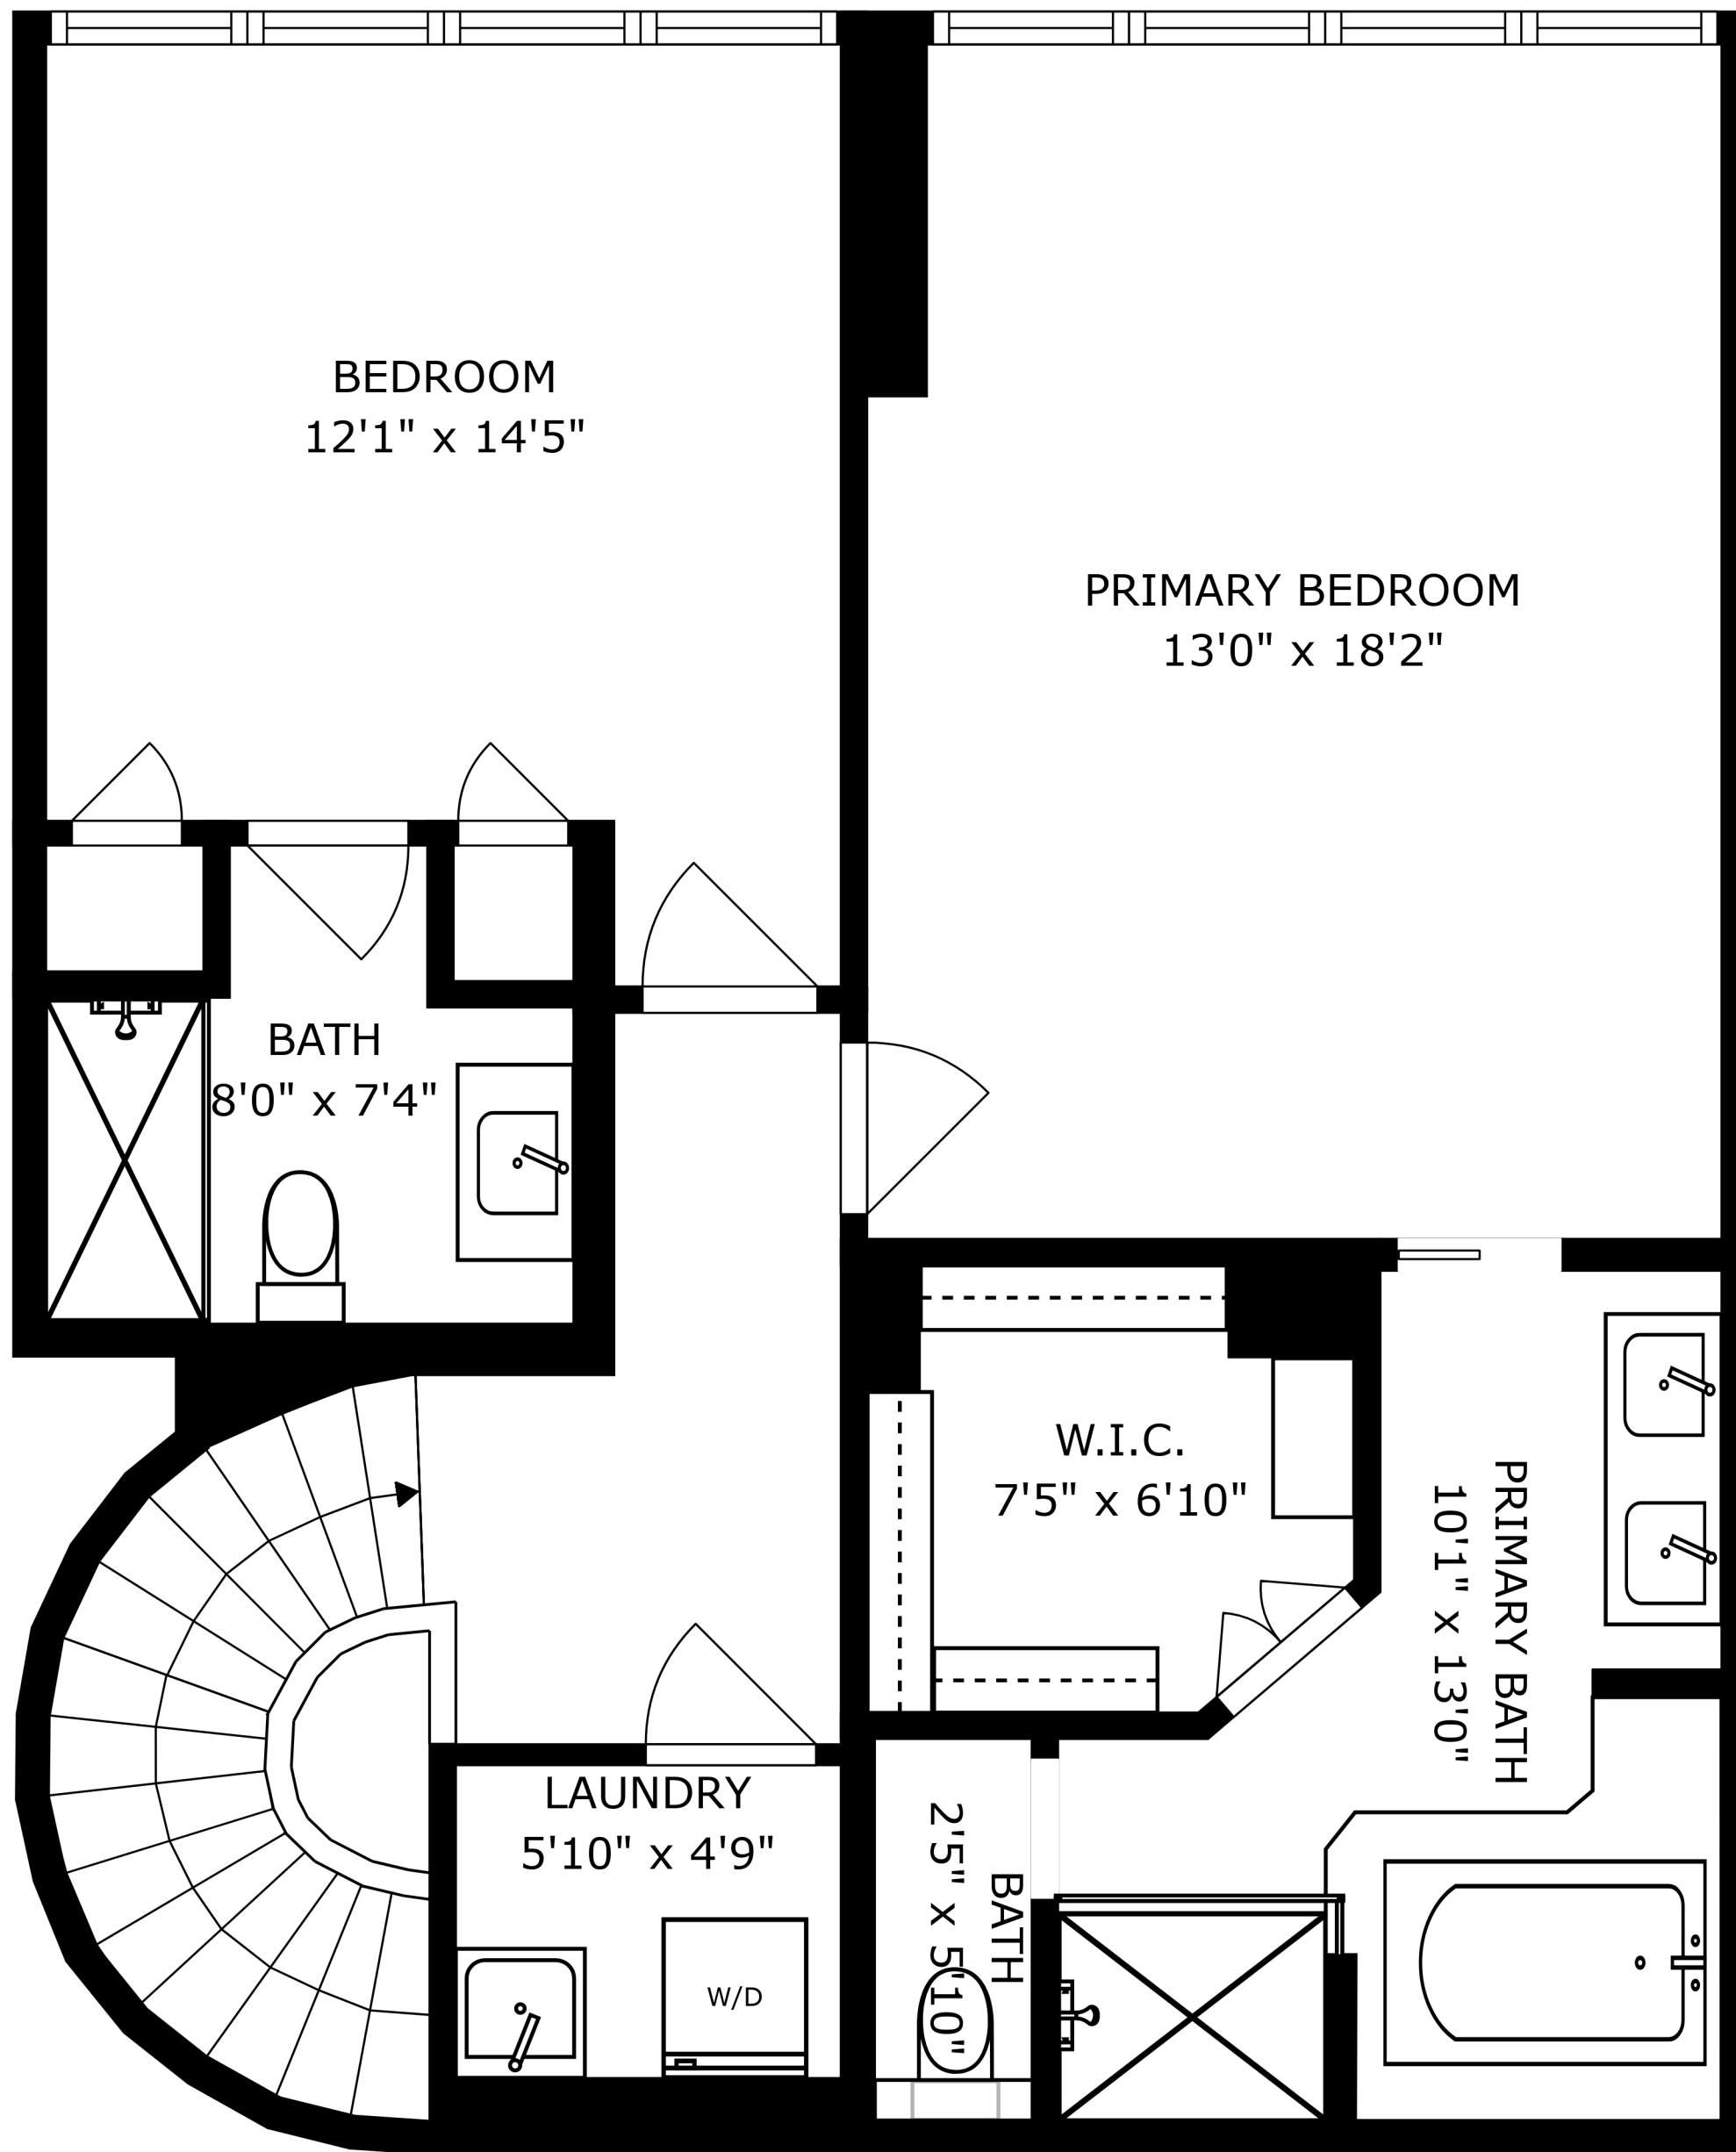 BEDROOM
12'1" x 14'5"
PRIMARY BEDROOM
13'0" x 18'2"
BATH
8'0" x 7'4"
W.I.C.
7'5" x 6'10"
PRIMARY BATH
10'1" x 13'0"
LAUNDRY
5'10" x 4'9"
W/D
BATH
2'5" x 5'10"